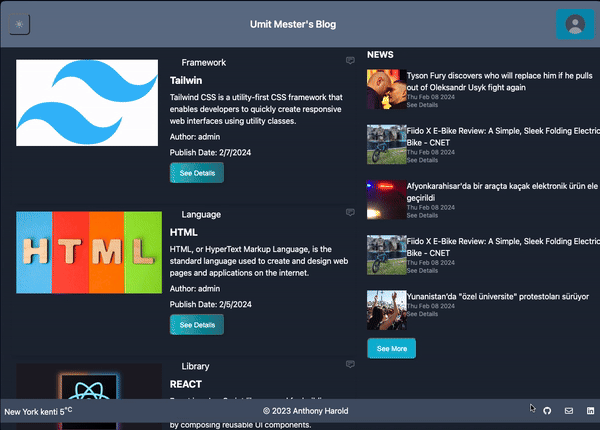 Umit Mester's Blog
Framework
Tailwin
Tailwind CSS is a utility-first CSS framework that
enables developers to quickly create responsive
web interfaces using utility classes.
Author: admin
Publish Date: 2/7/2024
See Details
HTML
Language
HTML
HTML, or HyperText Markup Language, is the
standard language used to create and design web
pages and applications on the internet.
Author: admin
Publish Date: 2/5/2024
See Details
Library
REACT
by composing reusable UI components.
NEWS
Tyson Fury discovers who will replace him if he pulls
out of Oleksandr Usyk fight again
Thu Feb 08 2024
See Details
Fiido X E-Bike Review: A Simple, Sleek Folding Electric
Bike - CNET
Thu Feb 08 2024
See Details
Afyonkarahisar'da bir araçta kaçak elektronik ürün ele
geçirildi
Thu Feb 08 2024
See Details
Fiido X E-Bike Review: A Simple, Sleek Folding Electric
Bike - CNET
Thu Feb 08 2024
See Details
Yunanistan'da "özel üniversite" protestoları sürüyor
Thu Feb 08 2024
See Details
See More
New York kenti 5°C
© 2023 Anthony Harold